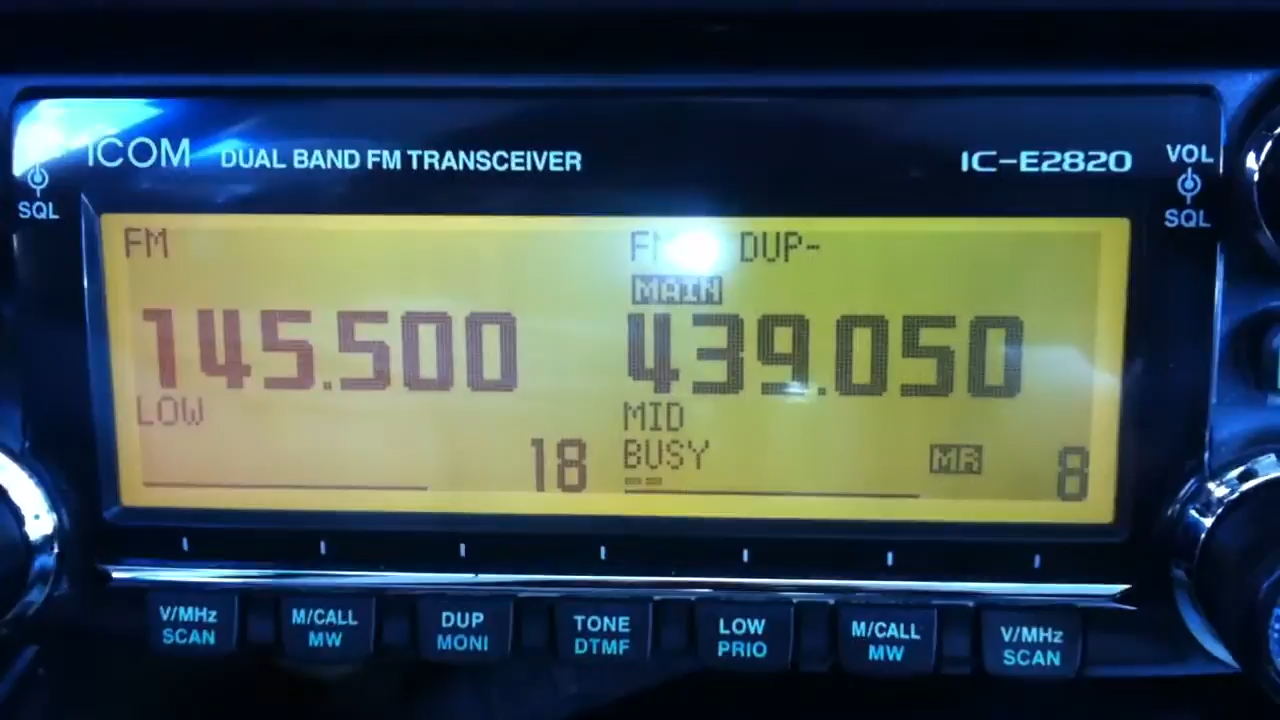 ICOM DUAL BAND FM TRANSCEIVER IC-E2820 VOL
SQL SQL
FM DUP-
MAIN
145.500 439.050
LOW MID
18 BUSY MR 8
V/MHz M/CALL DUP TONE LOW M/CALL V/MHz
SCAN MW MONI DTMF PRIO MW SCAN